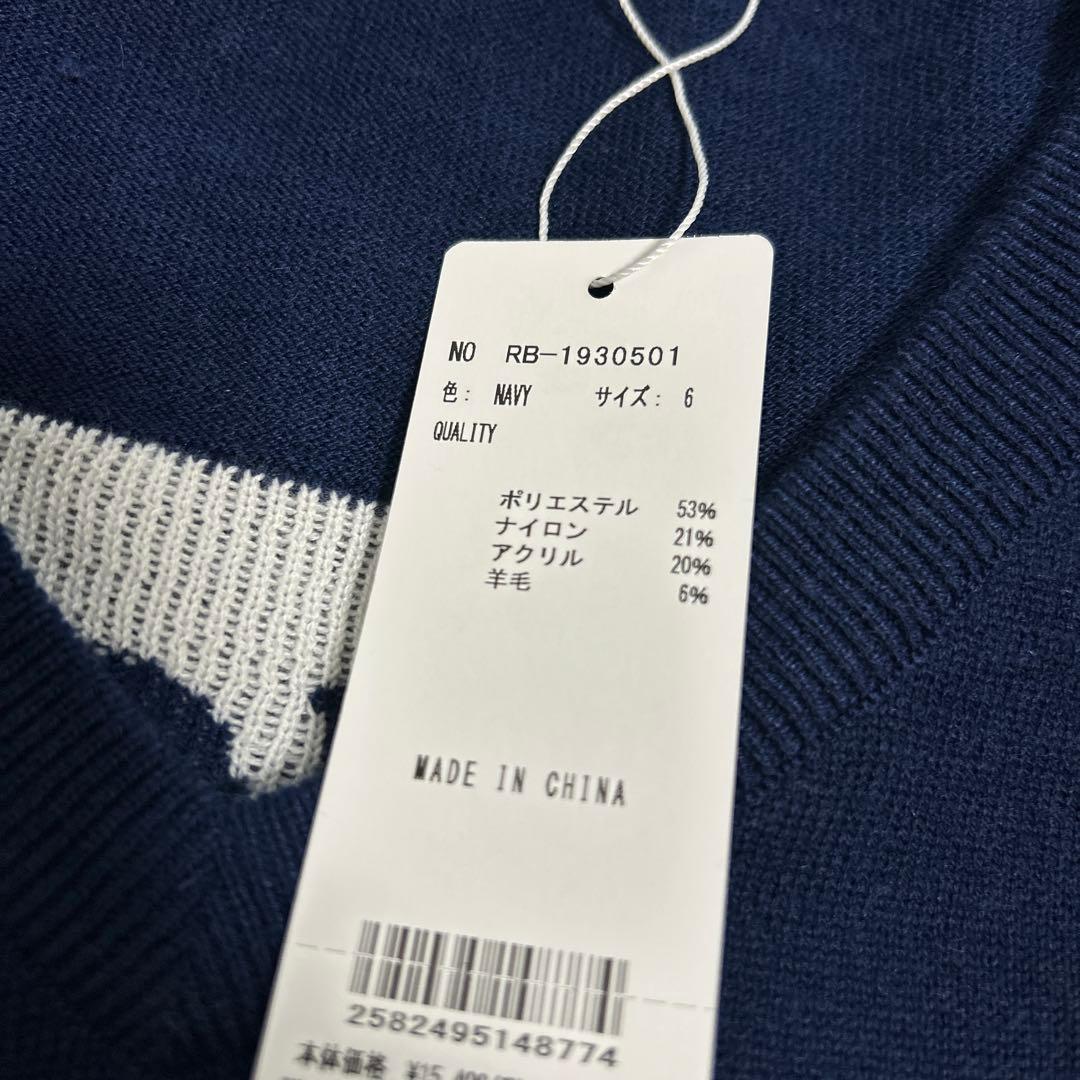 NO RB-1930501
色: NAVY サイズ: 6
QUALITY
ポリエステル 53%
ナイロン 21%
アクリル 20%
羊毛 6%
MADE IN CHINA
2582495148774
本体価格